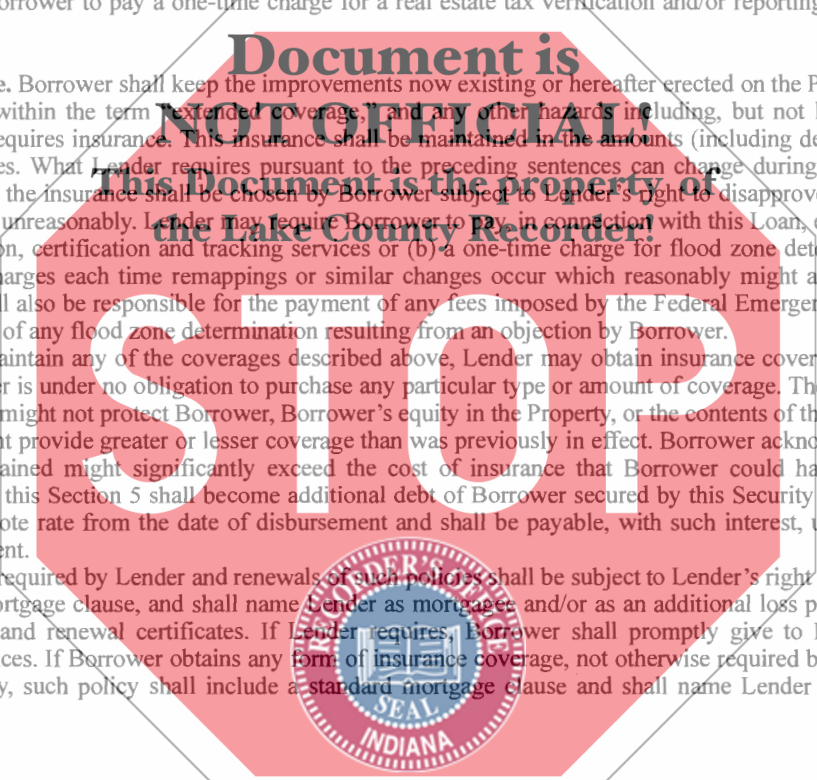 orrower to pay a one-time charge for a real estate tax verification and/or reporting
Document is
e. Borrower shall keep the improvements now existing or hereafter erected on the P
within the term "extended coverage," and any other hazards including, but not l
NOT OFFICIAL!
equires insurance. This insurance shall be maintained in the amounts (including de
es. What Lender requires pursuant to the preceding sentences can change during
This Document is the property of
the insurance shall be chosen by Borrower subject to Lender's right to disapprove
unreasonably. Lender may require Borrower to pay, in connection with this Loan, e
the Lake County Recorder!
on, certification and tracking services or (b) a one-time charge for flood zone dete
harges each time remappings or similar changes occur which reasonably might a
ll also be responsible for the payment of any fees imposed by the Federal Emergen
of any flood zone determination resulting from an objection by Borrower.
aintain any of the coverages described above, Lender may obtain insurance cover
er is under no obligation to purchase any particular type or amount of coverage. The
might not protect Borrower, Borrower's equity in the Property, or the contents of th
nt provide greater or lesser coverage than was previously in effect. Borrower ackno
STOP
ained might significantly exceed the cost of insurance that Borrower could ha
this Section 5 shall become additional debt of Borrower secured by this Security
ote rate from the date of disbursement and shall be payable, with such interest, u
ent.
required by Lender and renewals of such policies shall be subject to Lender's right
ortgage clause, and shall name Lender as mortgagee and/or as an additional loss p
and renewal certificates. If Lender requires, Borrower shall promptly give to L
ices. If Borrower obtains any form of insurance coverage, not otherwise required b
y, such policy shall include a standard mortgage clause and shall name Lender
RECORDER'S OFFICE
SEAL
INDIANA